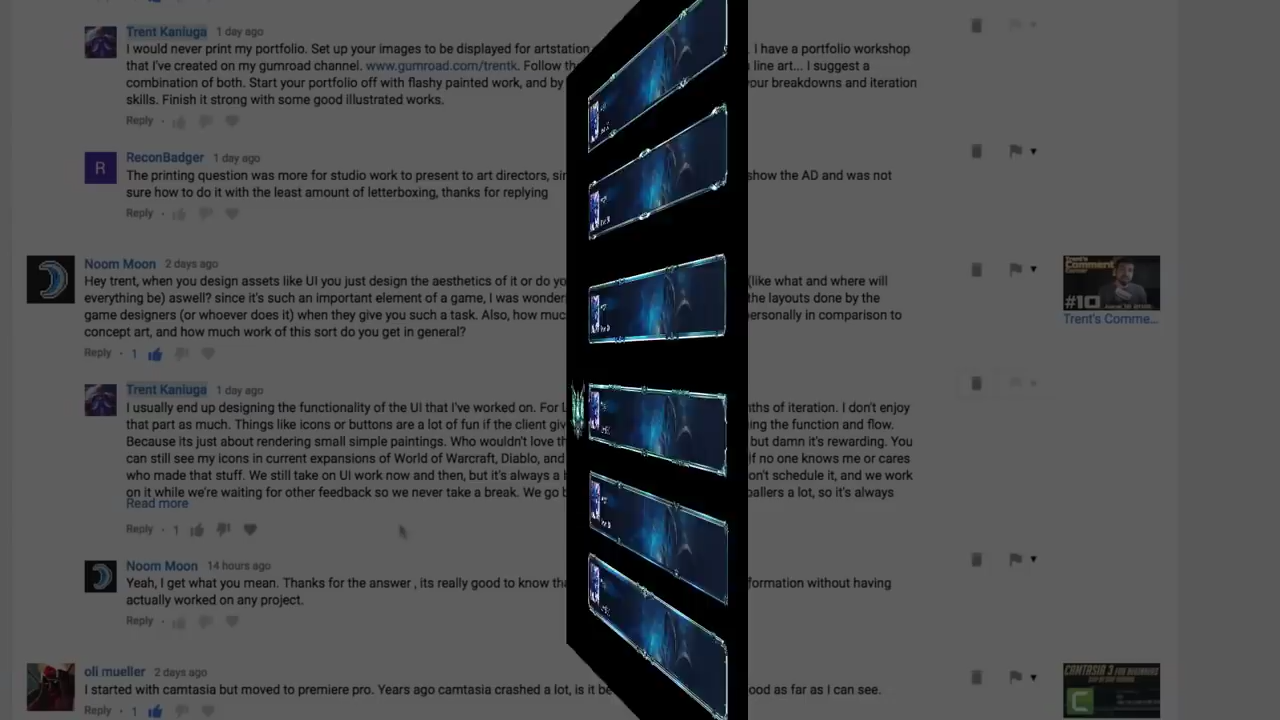 Trent Kaniuga 1 day ago
I would never print my portfolio. Set up your images to be displayed for artstation I have a portfolio workshop
that I've created on my gumroad channel. www.gumroad.com/trentk. Follow the line art... I suggest a
combination of both. Start your portfolio off with flashy painted work, and by your breakdowns and iteration
skills. Finish it strong with some good illustrated works.
Reply
R
ReconBadger 1 day ago
The printing question was more for studio work to present to art directors, show the AD and was not
sure how to do it with the least amount of letterboxing, thanks for replying
Reply
Noom Moon 2 days ago
Hey trent, when you design assets like UI you just design the aesthetics of it or do yo (like what and where will
everything be) aswell? since it's such an important element of a game, I was wonder the layouts done by the
game designers (or whoever does it) when they give you such a task. Also, how muc ersonally in comparison to
concept art, and how much work of this sort do you get in general?
Reply 1
Trent's Comment Corner
#10
Trent's Comme...
Trent Kaniuga 1 day ago
I usually end up designing the functionality of the UI that I've worked on. For L nths of iteration. I don't enjoy
that part as much. Things like icons or buttons are a lot of fun if the client giv ing the function and flow.
Because its just about rendering small simple paintings. Who wouldn't love th but damn it's rewarding. You
can still see my icons in current expansions of World of Warcraft, Diablo, and if no one knows me or cares
who made that stuff. We still take on UI work now and then, but it's always a on't schedule it, and we work
on it while we're waiting for other feedback so we never take a break. We go b ballers a lot, so it's always
Read more
Reply 1
Noom Moon 14 hours ago
Yeah, I get what you mean. Thanks for the answer , its really good to know tha formation without having
actually worked on any project.
Reply
oli mueller 2 days ago
I started with camtasia but moved to premiere pro. Years ago camtasia crashed a lot, is it be ood as far as I can see.
Reply 1
CAMTASIA 3 FOR BEGINNERS
C